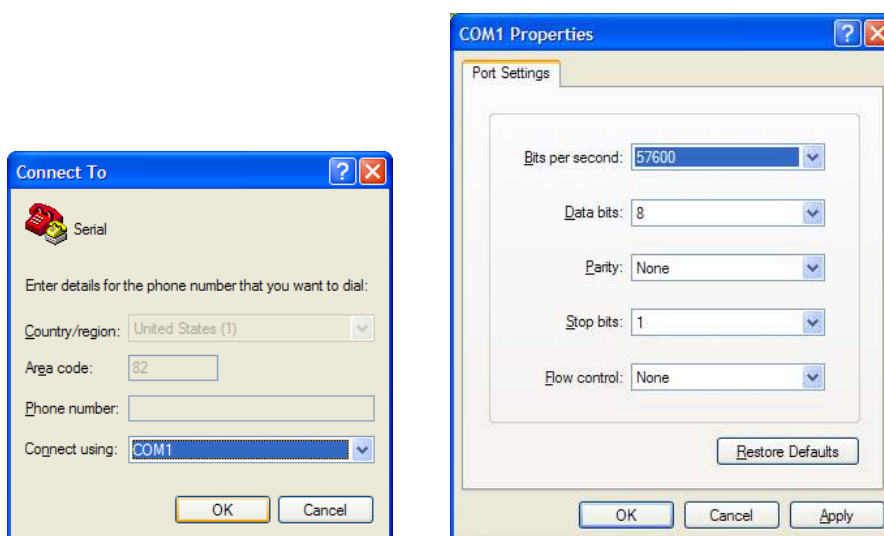 Connect To
Serial
Enter details for the phone number that you want to dial:
Country/region: United States (1)
Area code: 82
Phone number:
Connect using: COM1
OK Cancel
COM1 Properties
Port Settings
Bits per second: 57600
Data bits: 8
Parity: None
Stop bits: 1
Flow control: None
Restore Defaults
OK Cancel Apply